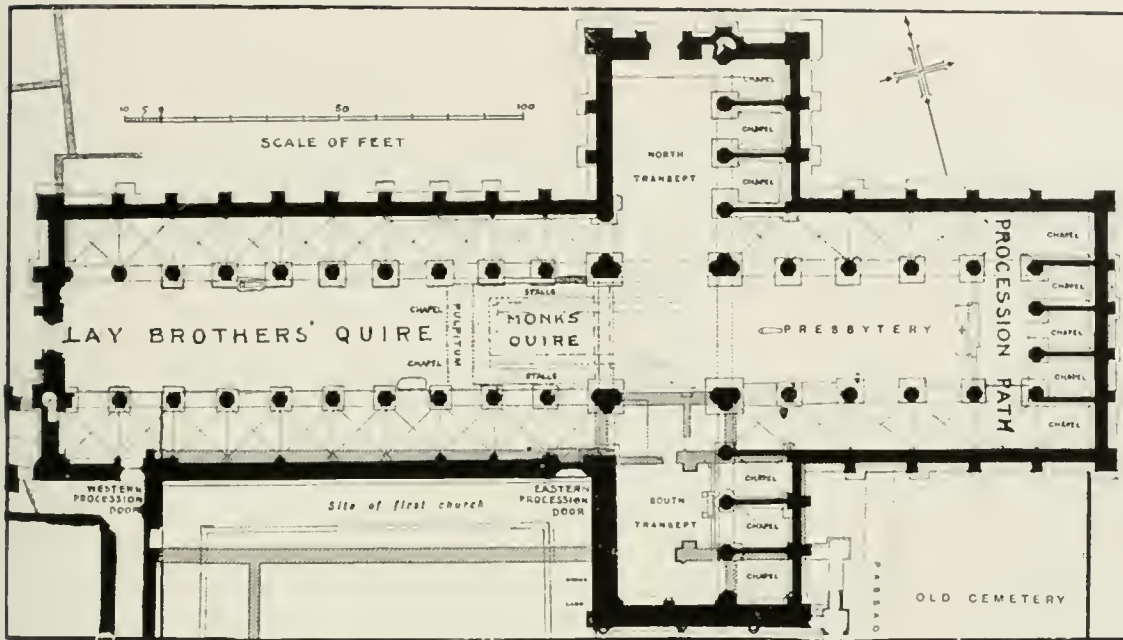 10 5 0 50 100
SCALE OF FEET
CHAPEL
CHAPEL
CHAPEL
NORTH
TRANSEPT
LAY BROTHERS' QUIRE
CHAPEL
CHAPEL
PULPITUM
STALLS
MONKS
QUIRE
STALLS
PRESBYTERY
PROCESSION PATH
CHAPEL
CHAPEL
CHAPEL
CHAPEL
CHAPEL
WESTERN
PROCESSION
DOOR
Site of first church
EASTERN
PROCESSION
DOOR
SOUTH
TRANSEPT
CHAPEL
CHAPEL
CHAPEL
PASSAG
OLD CEMETERY